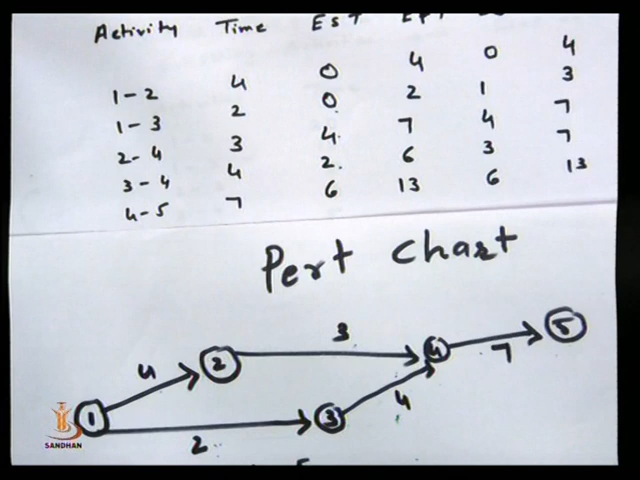 Activity Time EST EFT
1-2 4 0 4 0 4
1-3 2 0 2 1 3
2-4 3 4 7 4 7
3-4 4 2 6 3 7
4-5 7 6 13 6 13
Pert Chart
3 5
4 2 4 7
4
1 3
2
SANDHAN